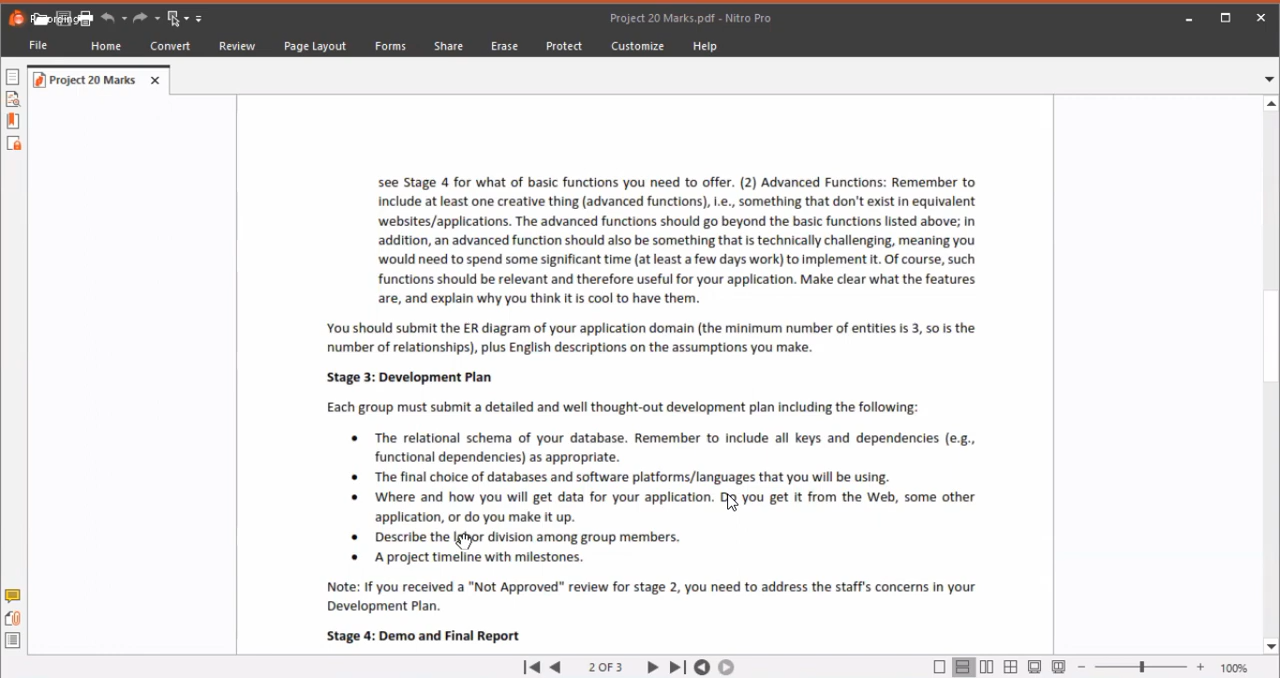 Recording
Project 20 Marks.pdf - Nitro Pro
File Home Convert Review Page Layout Forms Share Erase Protect Customize Help
Project 20 Marks
see Stage 4 for what of basic functions you need to offer. (2) Advanced Functions: Remember to
include at least one creative thing (advanced functions), i.e., something that don't exist in equivalent
websites/applications. The advanced functions should go beyond the basic functions listed above; in
addition, an advanced function should also be something that is technically challenging, meaning you
would need to spend some significant time (at least a few days work) to implement it. Of course, such
functions should be relevant and therefore useful for your application. Make clear what the features
are, and explain why you think it is cool to have them.
You should submit the ER diagram of your application domain (the minimum number of entities is 3, so is the
number of relationships), plus English descriptions on the assumptions you make.
Stage 3: Development Plan
Each group must submit a detailed and well thought-out development plan including the following:
• The relational schema of your database. Remember to include all keys and dependencies (e.g.,
functional dependencies) as appropriate.
• The final choice of databases and software platforms/languages that you will be using.
• Where and how you will get data for your application. Do you get it from the Web, some other
application, or do you make it up.
• Describe the labor division among group members.
• A project timeline with milestones.
Note: If you received a "Not Approved" review for stage 2, you need to address the staff's concerns in your
Development Plan.
Stage 4: Demo and Final Report
2 OF 3
100%